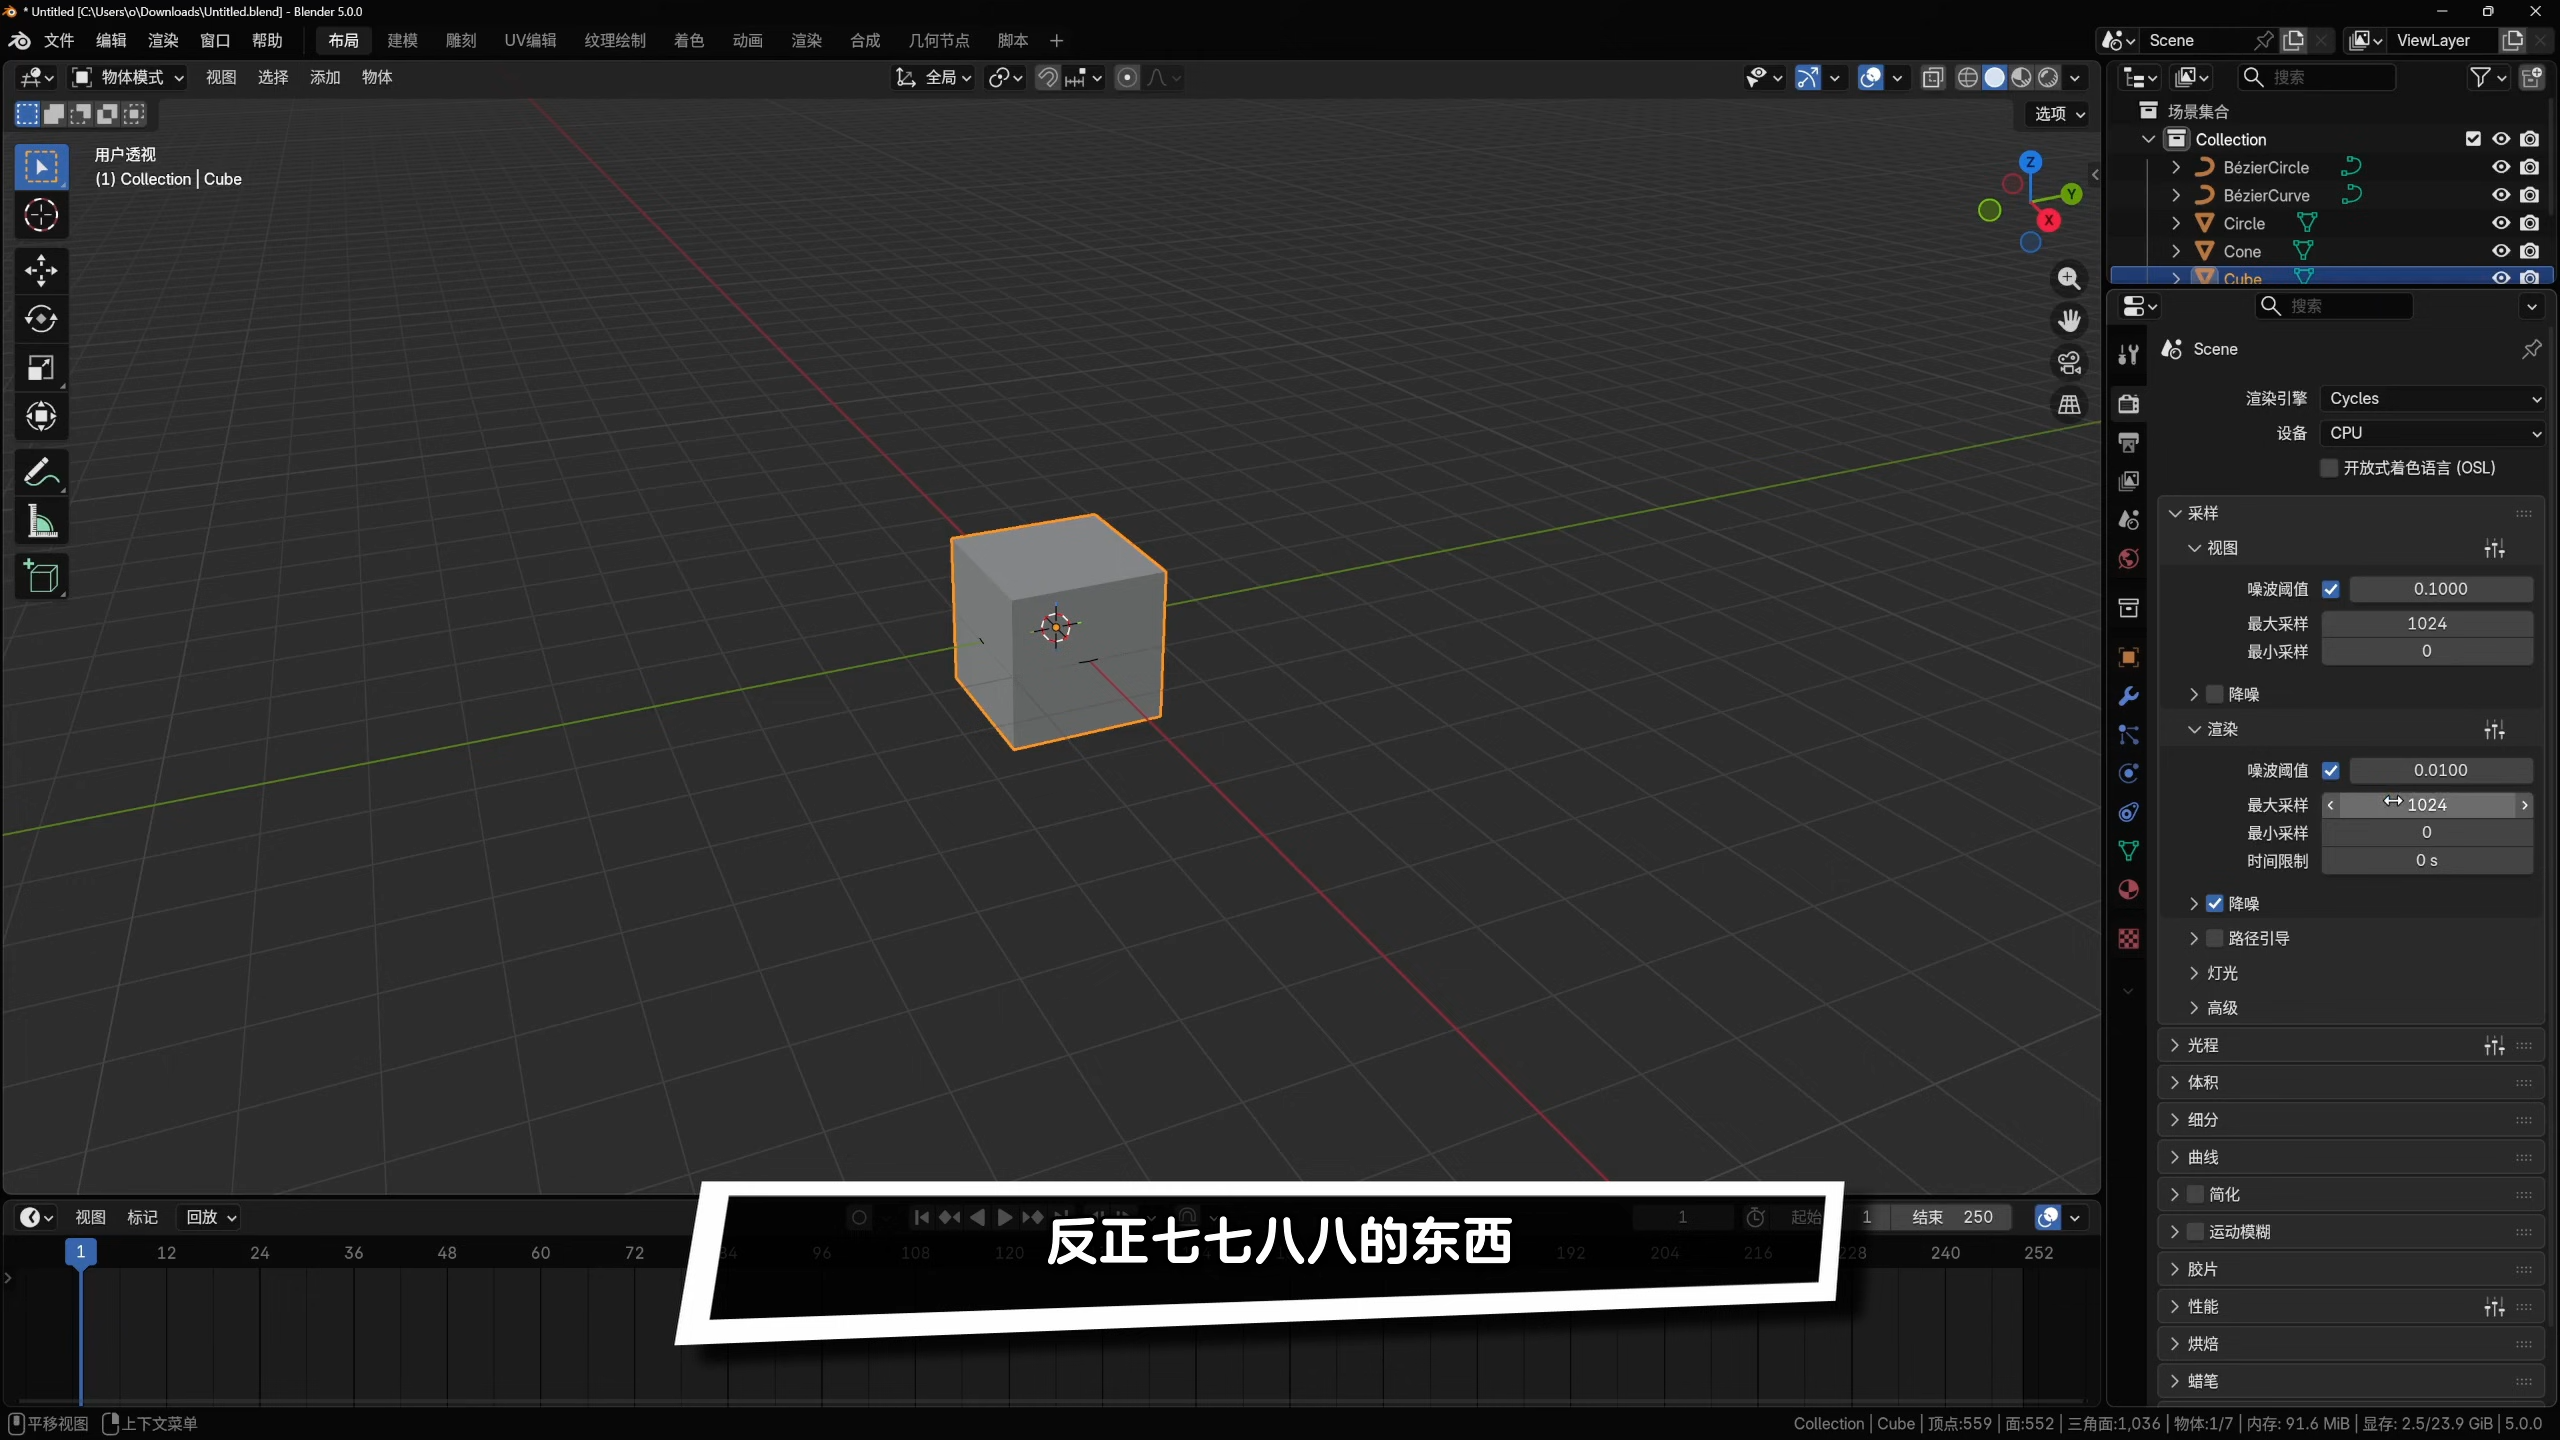 * Untitled [C:\Users\o\Downloads\Untitled.blend] - Blender 5.0.0
文件 编辑 渲染 窗口 帮助 布局 建模 雕刻 UV编辑 纹理绘制 着色 动画 渲染 合成 几何节点 脚本 Scene ViewLayer
物体模式 视图 选择 添加 物体 全局 搜索
选项
用户透视
(1) Collection | Cube
Z
Y
X
场景集合
Collection
BézierCircle
BézierCurve
Circle
Cone
Cube
搜索
Scene
渲染引擎 Cycles
设备 CPU
开放式着色语言 (OSL)
采样
视图
噪波阈值 0.1000
最大采样 1024
最小采样 0
降噪
渲染
噪波阈值 0.0100
最大采样 1024
最小采样 0
时间限制 0 s
降噪
路径引导
灯光
高级
光程
体积
细分
曲线
简化
运动模糊
胶片
性能
烘焙
蜡笔
视图 标记 回放 1 起始 1 结束 250
1 12 24 36 48 60 72 84 96 108 120 192 204 216 228 240 252
反正七七八八的东西
平移视图 上下文菜单
Collection | Cube | 顶点:559 | 面:552 | 三角面:1,036 | 物体:1/7 | 内存: 91.6 MiB | 显存: 2.5/23.9 GiB | 5.0.0